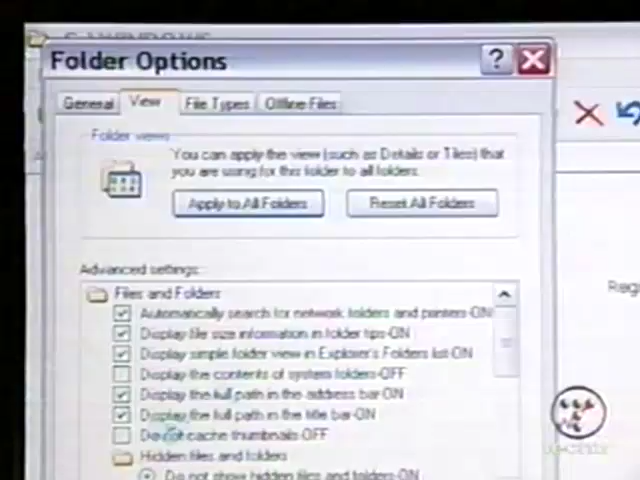 C:\WINDOWS
Folder Options
General View File Types Offline Files
Folder views
You can apply the view (such as Details or Tiles) that
you are using for this folder to all folders.
Apply to All Folders Reset All Folders
Advanced settings:
Files and Folders
Automatically search for network folders and printers-ON
Display file size information in folder tips-ON
Display simple folder view in Explorer's Folders list-ON
Display the contents of system folders-OFF
Display the full path in the address bar-ON
Display the full path in the title bar-ON
Do not cache thumbnails-OFF
Hidden files and folders
Do not show hidden files and folders-ON